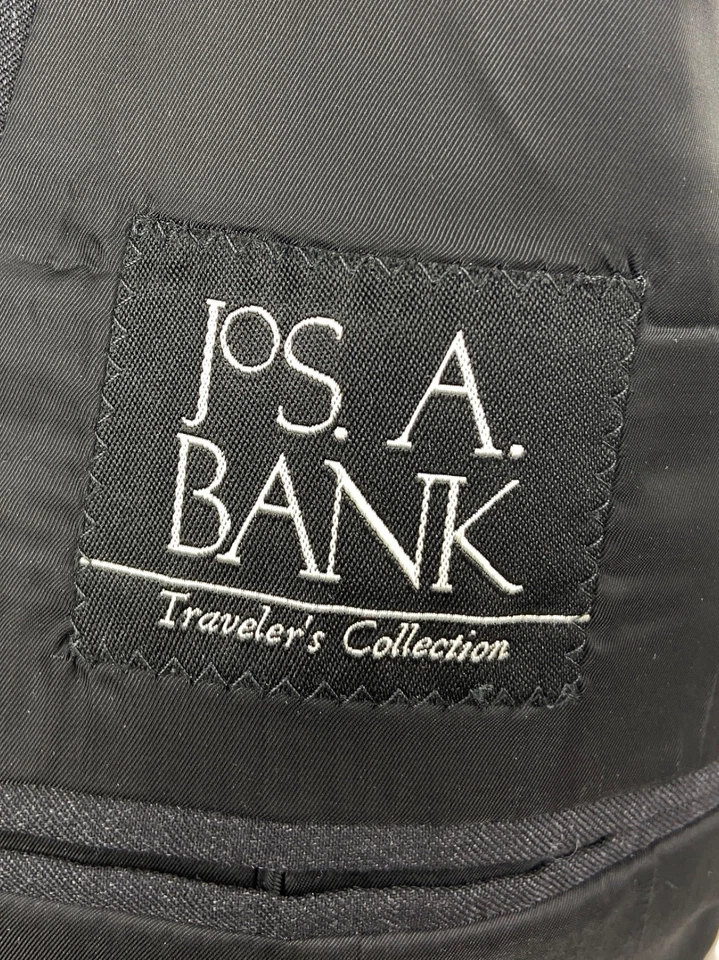 JoS. A.
BANK
Traveler's Collection